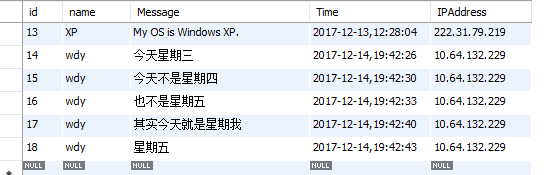 id name Message Time IPAddress
13 XP My OS is Windows XP. 2017-12-13,12:28:04 222.31.79.219
14 wdy 今天星期三 2017-12-14,19:42:26 10.64.132.229
15 wdy 今天不是星期四 2017-12-14,19:42:30 10.64.132.229
16 wdy 也不是星期五 2017-12-14,19:42:33 10.64.132.229
17 wdy 其实今天就是星期我 2017-12-14,19:42:40 10.64.132.229
18 wdy 星期五 2017-12-14,19:42:43 10.64.132.229
NULL NULL NULL NULL NULL